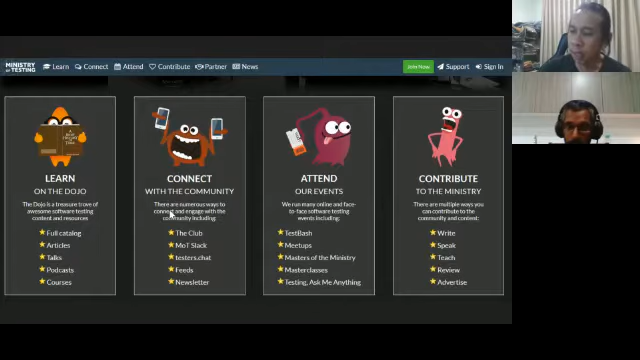 MINISTRY
OF TESTING
Learn
Connect
Attend
Contribute
Partner
News
Join Now
Support
Sign In
LEARN
ON THE DOJO
The Dojo is a treasure trove of
awesome software testing
content and resources
Full catalog
Articles
Talks
Podcasts
Courses
CONNECT
WITH THE COMMUNITY
There are numerous ways to
connect and engage with the
community including:
The Club
MoT Slack
testers.chat
Feeds
Newsletter
ATTEND
OUR EVENTS
We run many online and face-
to-face software testing
events including:
TestBash
Meetups
Masters of the Ministry
Masterclasses
Testing, Ask Me Anything
CONTRIBUTE
TO THE MINISTRY
There are multiple ways you
can contribute to the
community and content:
Write
Speak
Teach
Review
Advertise